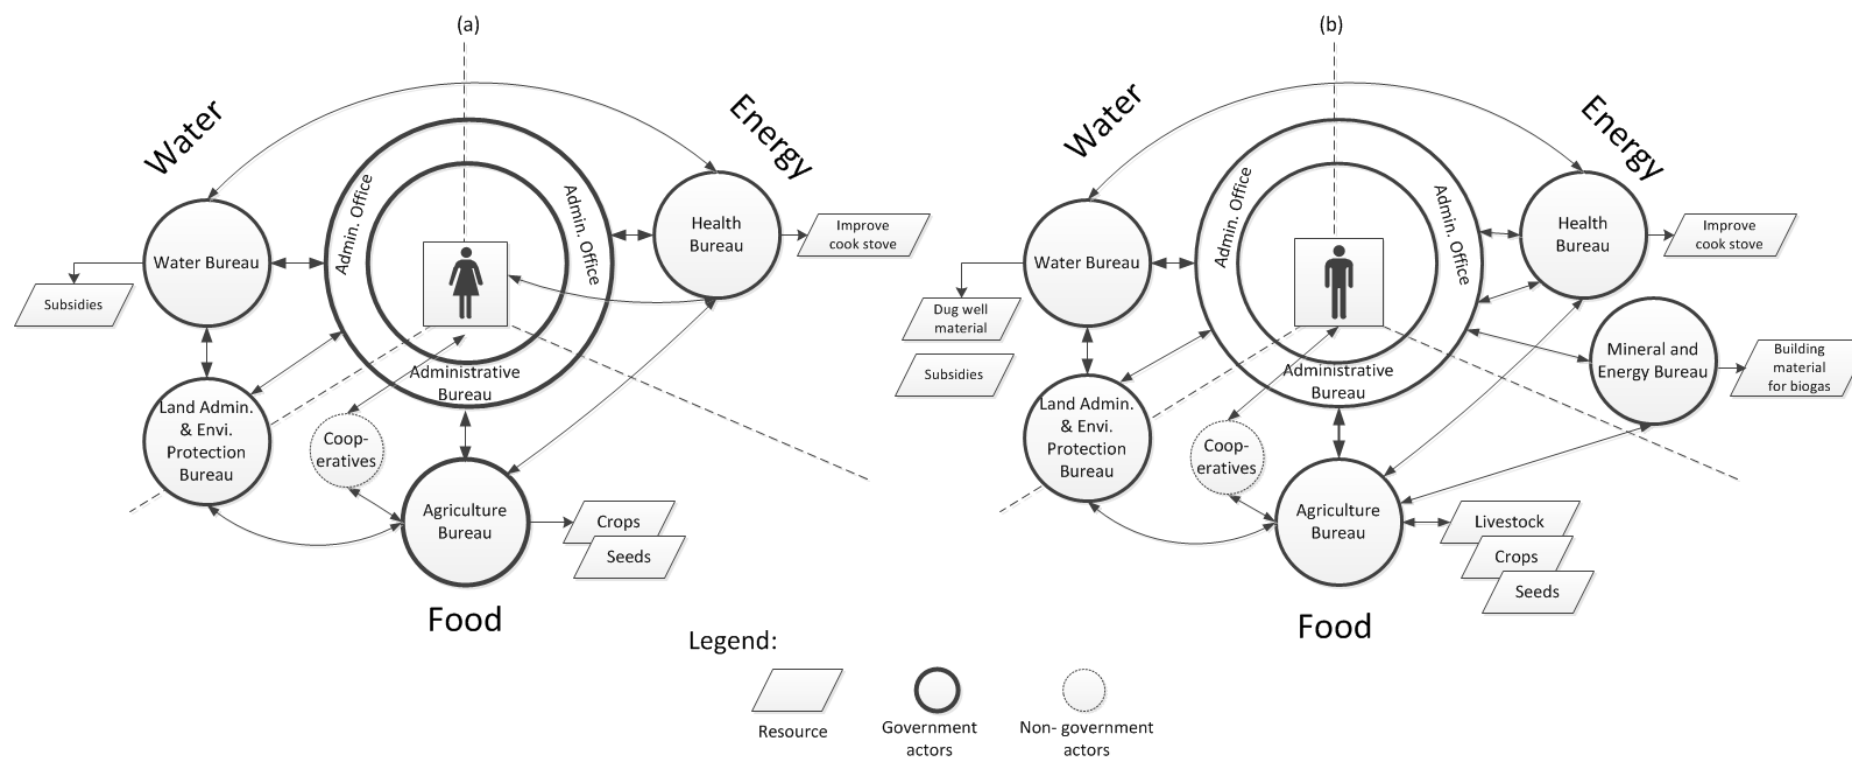 (a)
Water
Energy
Admin. Office
Admin. Office
Health
Bureau
Improve
cook stove
Water Bureau
Subsidies
Administrative
Bureau
Land Admin.
& Envi.
Protection
Bureau
Coop-
eratives
Agriculture
Bureau
Crops
Seeds
Food
(b)
Water
Energy
Admin. Office
Admin. Office
Health
Bureau
Improve
cook stove
Water Bureau
Dug well
material
Subsidies
Mineral and
Energy Bureau
Building
material
for biogas
Administrative
Bureau
Land Admin.
& Envi.
Protection
Bureau
Coop-
eratives
Agriculture
Bureau
Livestock
Crops
Seeds
Food
Legend:
Resource
Government
actors
Non- government
actors